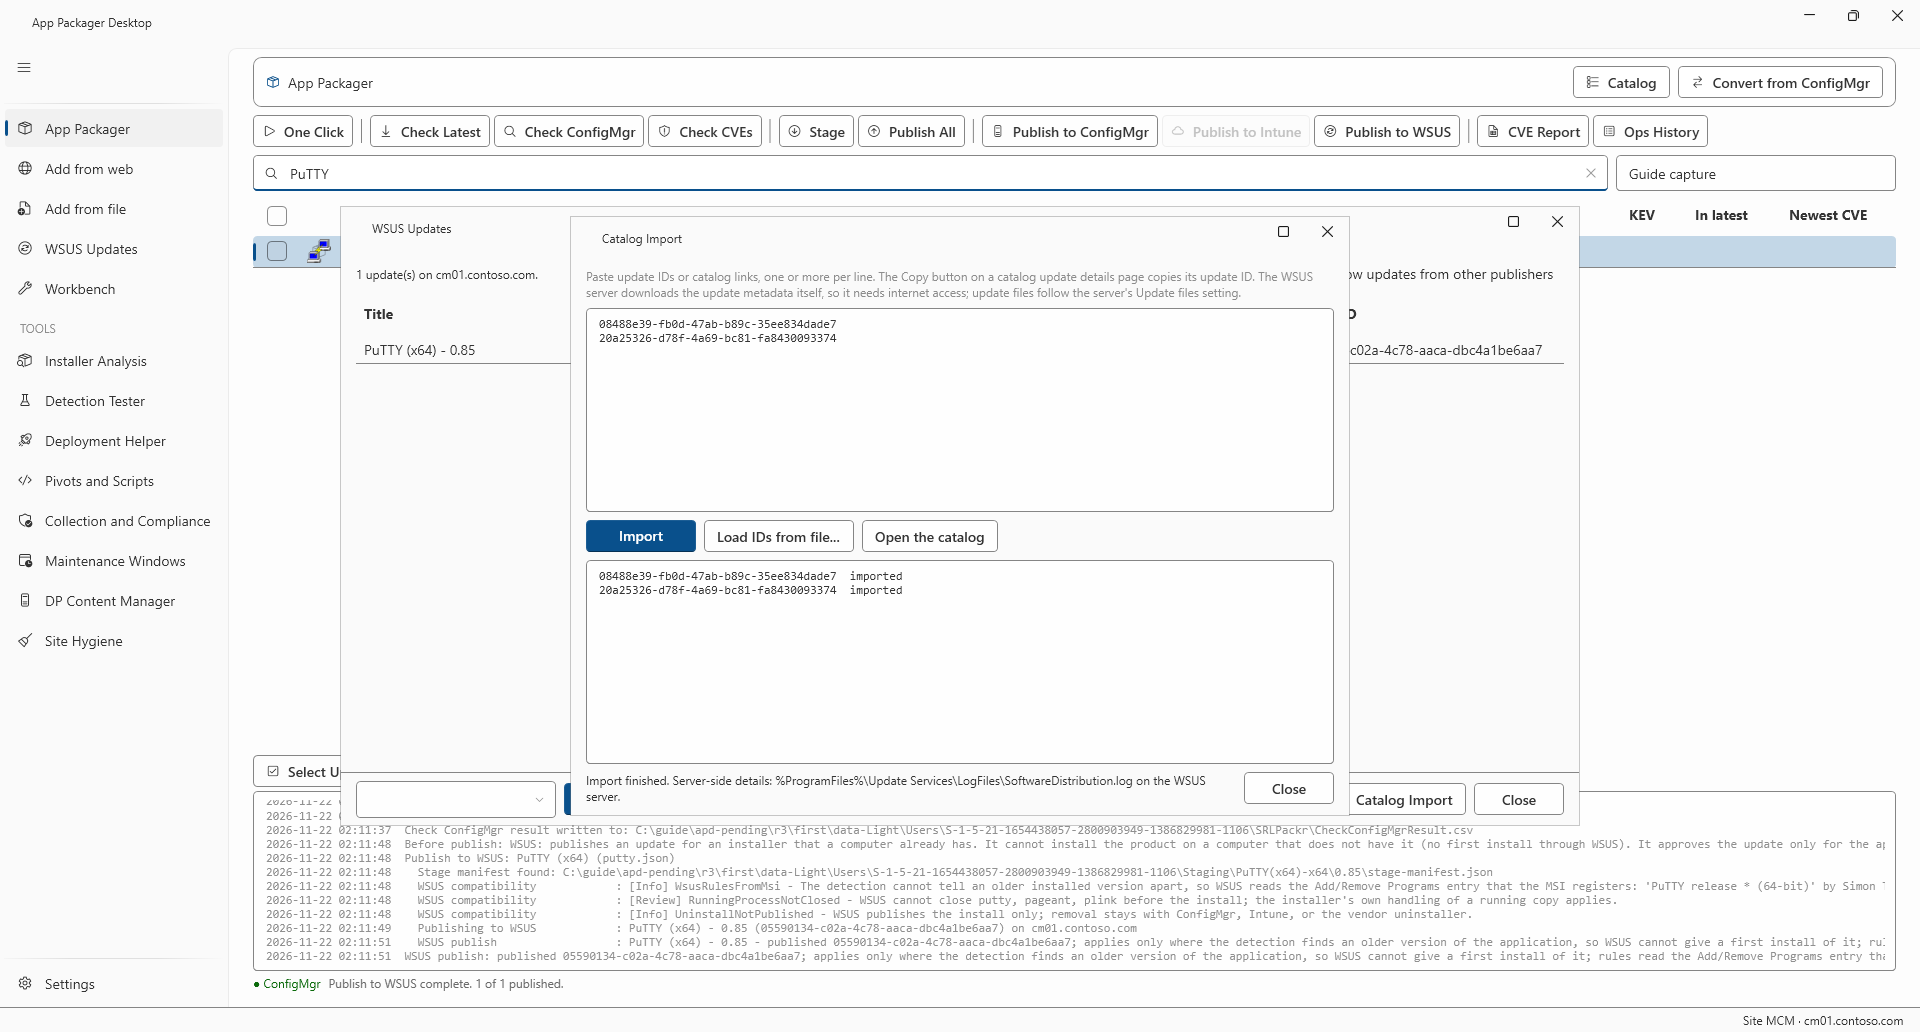 App Packager Desktop
App Packager
Catalog
Convert from ConfigMgr
App Packager
Add from web
Add from file
WSUS Updates
Workbench
TOOLS
Installer Analysis
Detection Tester
Deployment Helper
Pivots and Scripts
Collection and Compliance
Maintenance Windows
DP Content Manager
Site Hygiene
Settings
One Click
Check Latest
Check ConfigMgr
Check CVEs
Stage
Publish All
Publish to ConfigMgr
Publish to Intune
Publish to WSUS
CVE Report
Ops History
PuTTY
Guide capture
KEV
In latest
Newest CVE
WSUS Updates
1 update(s) on cm01.contoso.com.
updates from other publishers
Title
PuTTY (x64) - 0.85
c02a-4c78-aaca-dbc4a1be6aa7
Catalog Import
Paste update IDs or catalog links, one or more per line. The Copy button on a catalog update details page copies its update ID. The WSUS
server downloads the update metadata itself, so it needs internet access; update files follow the server's Update files setting.
08488e39-fb0d-47ab-b89c-35ee834dade7
20a25326-d78f-4a69-bc81-fa8430093374
Import
Load IDs from file...
Open the catalog
08488e39-fb0d-47ab-b89c-35ee834dade7 imported
20a25326-d78f-4a69-bc81-fa8430093374 imported
Import finished. Server-side details: %ProgramFiles%\Update Services\LogFiles\SoftwareDistribution.log on the WSUS
server.
Close
Select U
Catalog Import
Close
2026-11-22
2026-11-22
2026-11-22 02:11:37 Check ConfigMgr result written to: C:\guide\apd-pending\r3\first\data-Light\Users\S-1-5-21-1654438057-2800903949-1386829981-1106\SRLPackr\CheckConfigMgrResult.csv
2026-11-22 02:11:48 Before publish: WSUS: publishes an update for an installer that a computer already has. It cannot install the product on a computer that does not have it (no first install through WSUS). It approves the update only for the
2026-11-22 02:11:48 Publish to WSUS: PuTTY (x64) (putty.json)
2026-11-22 02:11:48 Stage manifest found: C:\guide\apd-pending\r3\first\data-Light\Users\S-1-5-21-1654438057-2800903949-1386829981-1106\Staging\PuTTY(x64)-x64\0.85\stage-manifest.json
2026-11-22 02:11:48 WSUS compatibility : [Info] WsusRulesFromMsi - The detection cannot tell an older installed version apart, so WSUS reads the Add/Remove Programs entry that the MSI registers: 'PuTTY release * (64-bit)' by Simon
2026-11-22 02:11:48 WSUS compatibility : [Review] RunningProcessNotClosed - WSUS cannot close putty, pageant, plink before the install; the installer's own handling of a running copy applies.
2026-11-22 02:11:48 WSUS compatibility : [Info] UninstallNotPublished - WSUS publishes the install only; removal stays with ConfigMgr, Intune, or the vendor uninstaller.
2026-11-22 02:11:49 Publishing to WSUS : PuTTY (x64) - 0.85 (05590134-c02a-4c78-aaca-dbc4a1be6aa7) on cm01.contoso.com
2026-11-22 02:11:51 WSUS publish : PuTTY (x64) - 0.85 - published 05590134-c02a-4c78-aaca-dbc4a1be6aa7; applies only where the detection finds an older version of the application, so WSUS cannot give a first install of it;
2026-11-22 02:11:51 WSUS publish: published 05590134-c02a-4c78-aaca-dbc4a1be6aa7; applies only where the detection finds an older version of the application, so WSUS cannot give a first install of it; rules read the Add/Remove Programs entry
ConfigMgr Publish to WSUS complete. 1 of 1 published.
Site MCM · cm01.contoso.com